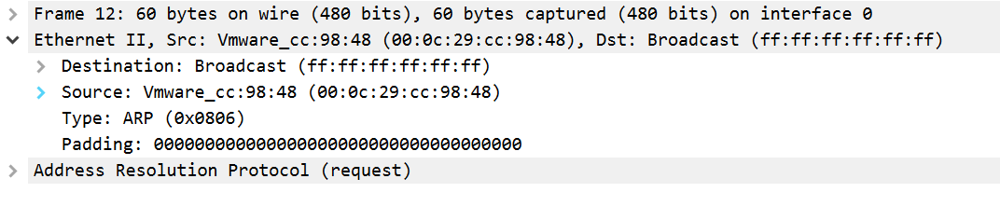 Frame 12: 60 bytes on wire (480 bits), 60 bytes captured (480 bits) on interface 0
Ethernet II, Src: Vmware_cc:98:48 (00:0c:29:cc:98:48), Dst: Broadcast (ff:ff:ff:ff:ff:ff)
Destination: Broadcast (ff:ff:ff:ff:ff:ff)
Source: Vmware_cc:98:48 (00:0c:29:cc:98:48)
Type: ARP (0x0806)
Padding: 000000000000000000000000000000000000
Address Resolution Protocol (request)